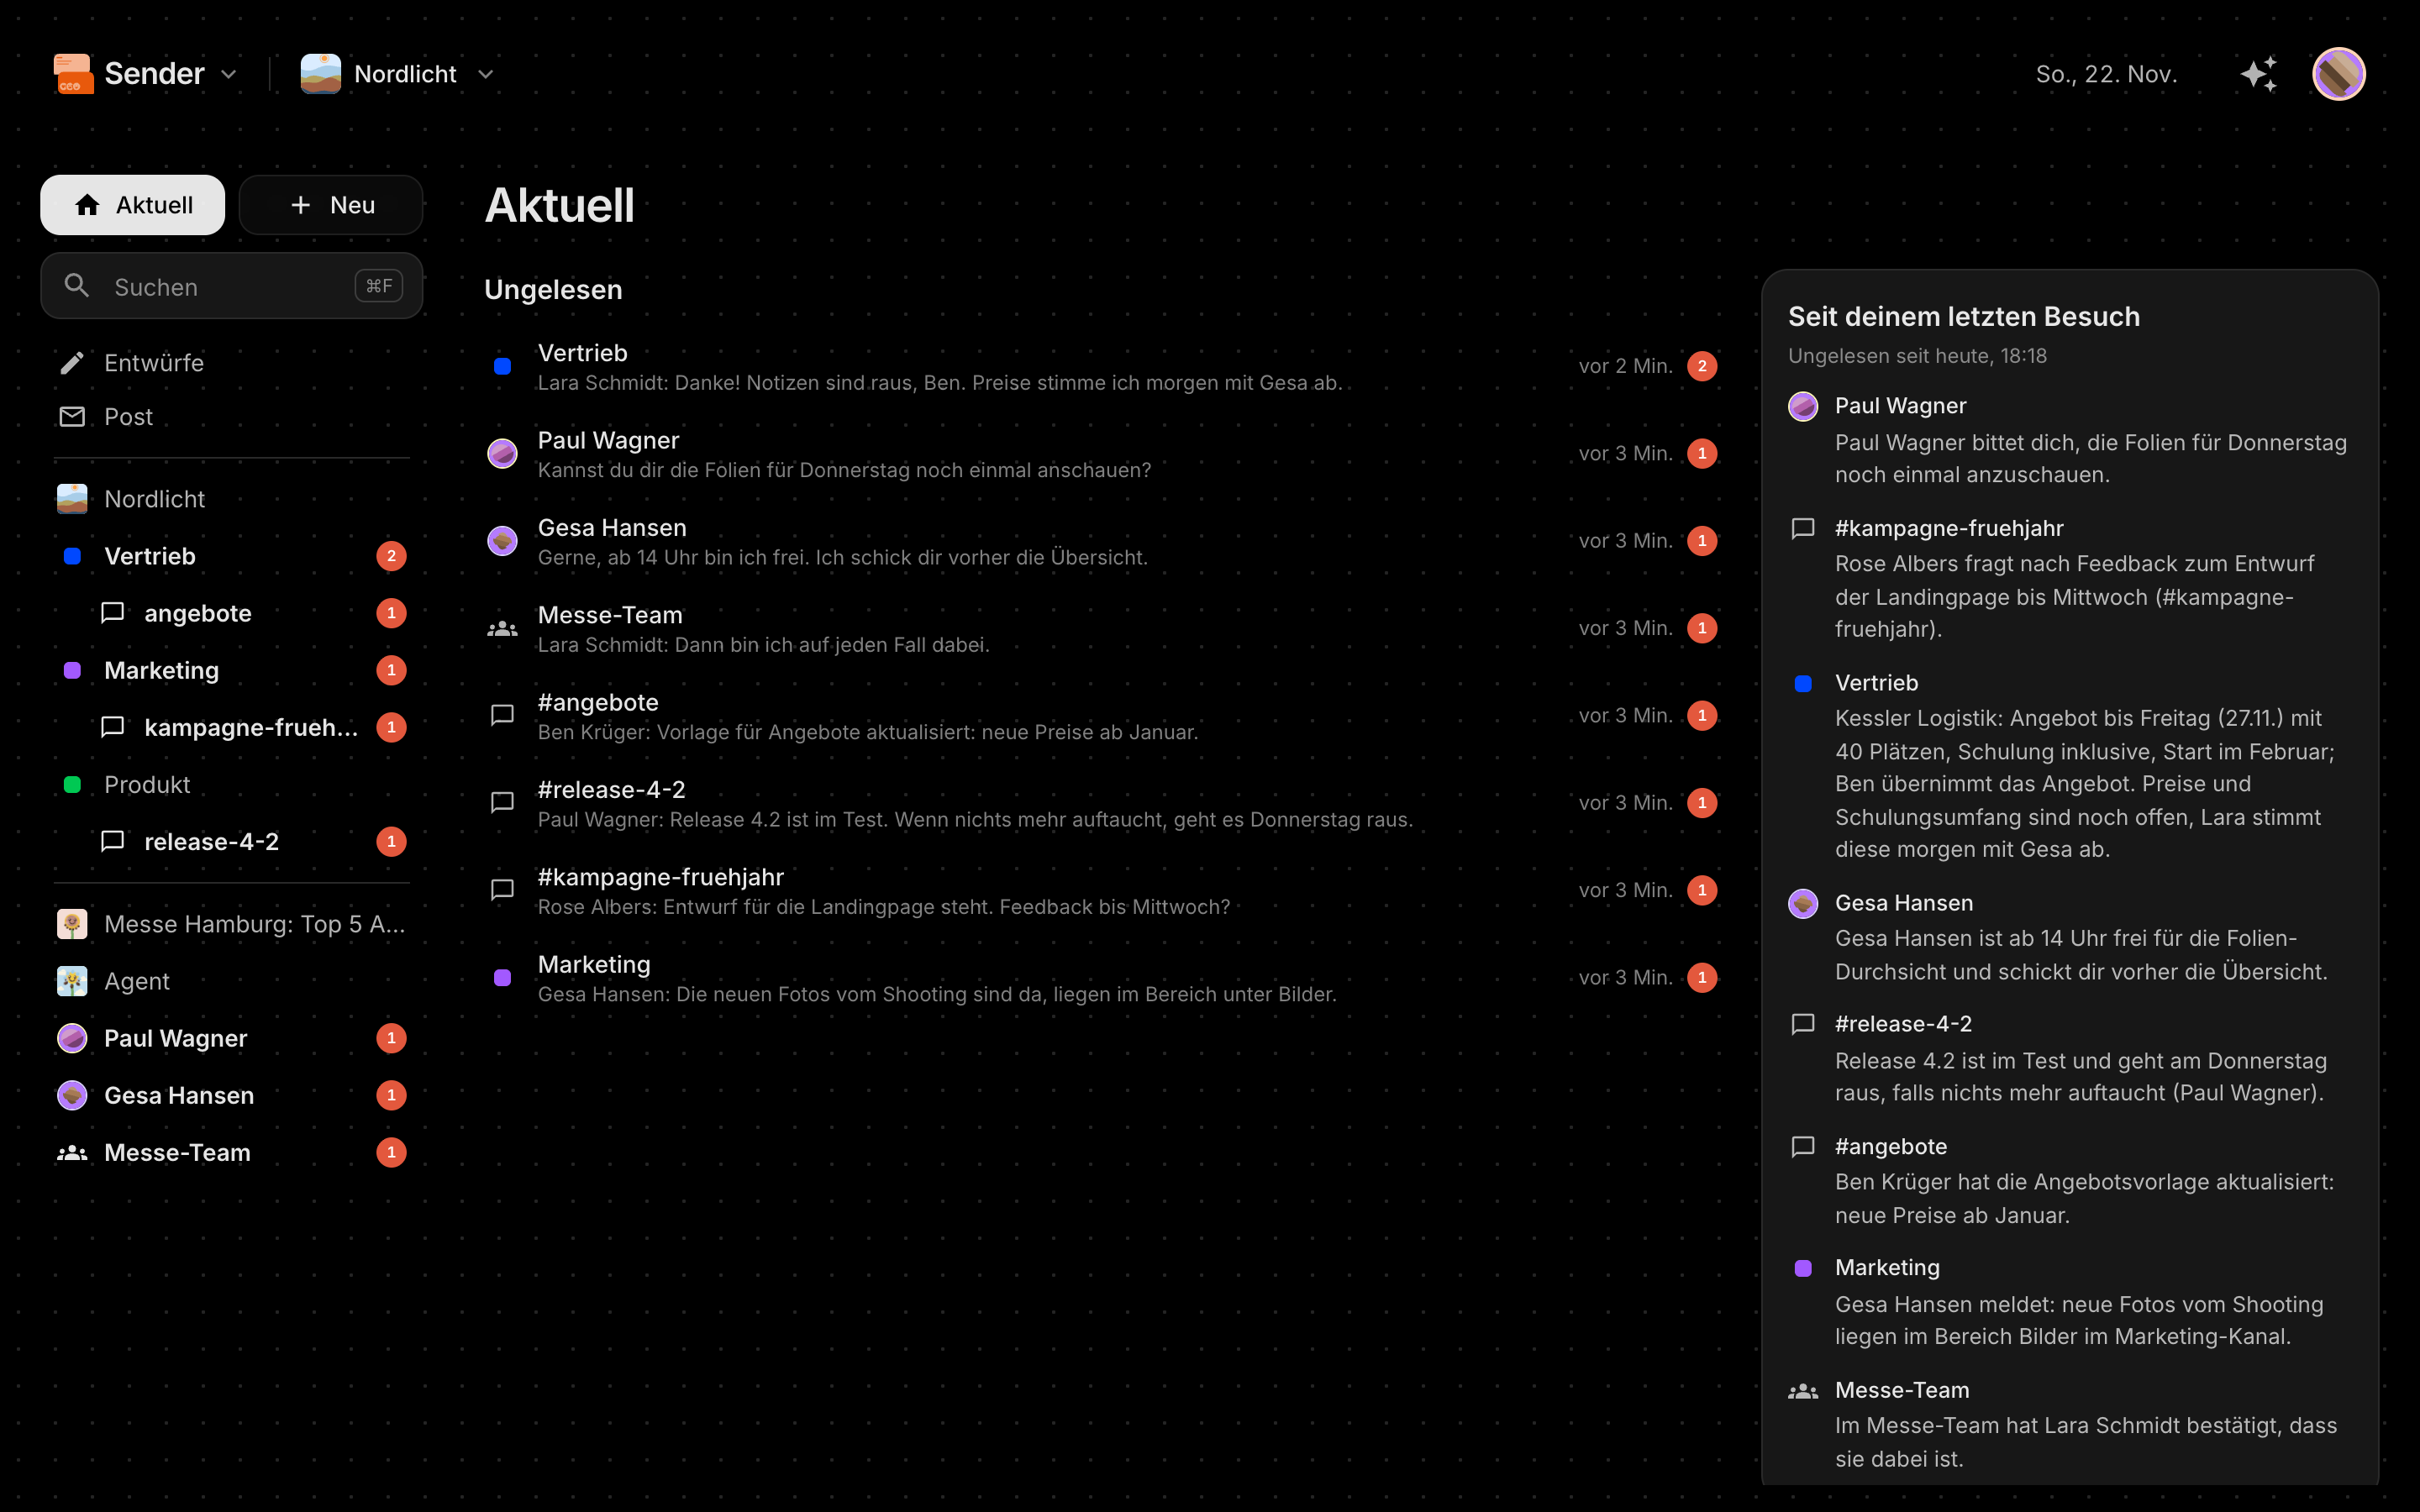 Sender
Nordlicht
So., 22. Nov.
Aktuell
Neu
Suchen
⌘F
Entwürfe
Post
Nordlicht
Vertrieb 2
angebote 1
Marketing 1
kampagne-frueh... 1
Produkt
release-4-2 1
Messe Hamburg: Top 5 A...
Agent
Paul Wagner 1
Gesa Hansen 1
Messe-Team 1
Aktuell
Ungelesen
Vertrieb
Lara Schmidt: Danke! Notizen sind raus, Ben. Preise stimme ich morgen mit Gesa ab.
vor 2 Min. 2
Paul Wagner
Kannst du dir die Folien für Donnerstag noch einmal anschauen?
vor 3 Min. 1
Gesa Hansen
Gerne, ab 14 Uhr bin ich frei. Ich schick dir vorher die Übersicht.
vor 3 Min. 1
Messe-Team
Lara Schmidt: Dann bin ich auf jeden Fall dabei.
vor 3 Min. 1
#angebote
Ben Krüger: Vorlage für Angebote aktualisiert: neue Preise ab Januar.
vor 3 Min. 1
#release-4-2
Paul Wagner: Release 4.2 ist im Test. Wenn nichts mehr auftaucht, geht es Donnerstag raus.
vor 3 Min. 1
#kampagne-fruehjahr
Rose Albers: Entwurf für die Landingpage steht. Feedback bis Mittwoch?
vor 3 Min. 1
Marketing
Gesa Hansen: Die neuen Fotos vom Shooting sind da, liegen im Bereich unter Bilder.
vor 3 Min. 1
Seit deinem letzten Besuch
Ungelesen seit heute, 18:18
Paul Wagner
Paul Wagner bittet dich, die Folien für Donnerstag
noch einmal anzuschauen.
#kampagne-fruehjahr
Rose Albers fragt nach Feedback zum Entwurf
der Landingpage bis Mittwoch (#kampagne-
fruehjahr).
Vertrieb
Kessler Logistik: Angebot bis Freitag (27.11.) mit
40 Plätzen, Schulung inklusive, Start im Februar;
Ben übernimmt das Angebot. Preise und
Schulungsumfang sind noch offen, Lara stimmt
diese morgen mit Gesa ab.
Gesa Hansen
Gesa Hansen ist ab 14 Uhr frei für die Folien-
Durchsicht und schickt dir vorher die Übersicht.
#release-4-2
Release 4.2 ist im Test und geht am Donnerstag
raus, falls nichts mehr auftaucht (Paul Wagner).
#angebote
Ben Krüger hat die Angebotsvorlage aktualisiert:
neue Preise ab Januar.
Marketing
Gesa Hansen meldet: neue Fotos vom Shooting
liegen im Bereich Bilder im Marketing-Kanal.
Messe-Team
Im Messe-Team hat Lara Schmidt bestätigt, dass
sie dabei ist.